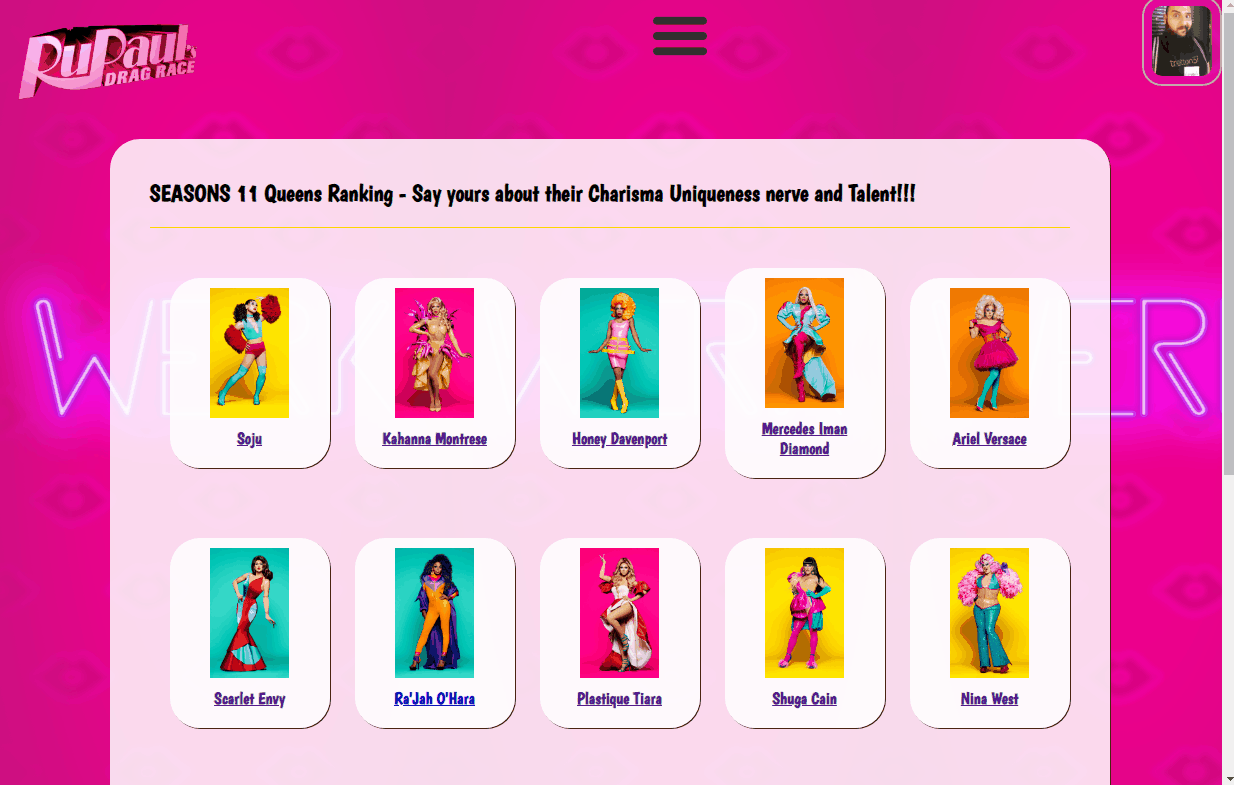 RuPaul's
DRAG RACE
trettons!
SEASONS 11 Queens Ranking - Say yours about their Charisma Uniqueness nerve and Talent!!!
Soju
Kahanna Montrese
Honey Davenport
Mercedes Iman
Diamond
Ariel Versace
Scarlet Envy
Ra'Jah O'Hara
Plastique Tiara
Shuga Cain
Nina West